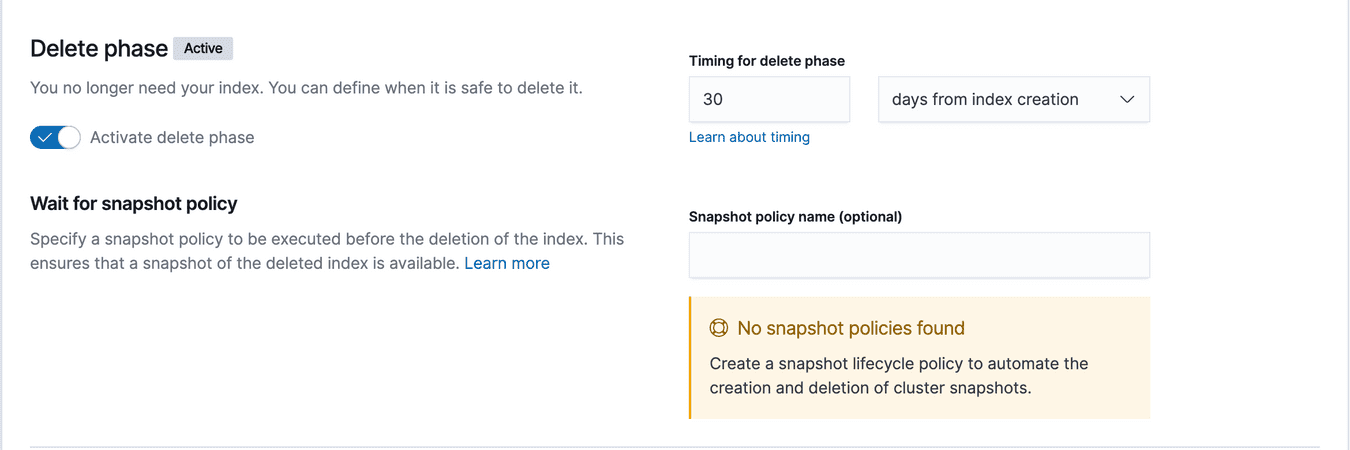 Delete phase Active
You no longer need your index. You can define when it is safe to delete it.
Activate delete phase
Timing for delete phase
30
days from index creation
Learn about timing
Wait for snapshot policy
Specify a snapshot policy to be executed before the deletion of the index. This
ensures that a snapshot of the deleted index is available. Learn more
Snapshot policy name (optional)
No snapshot policies found
Create a snapshot lifecycle policy to automate the
creation and deletion of cluster snapshots.